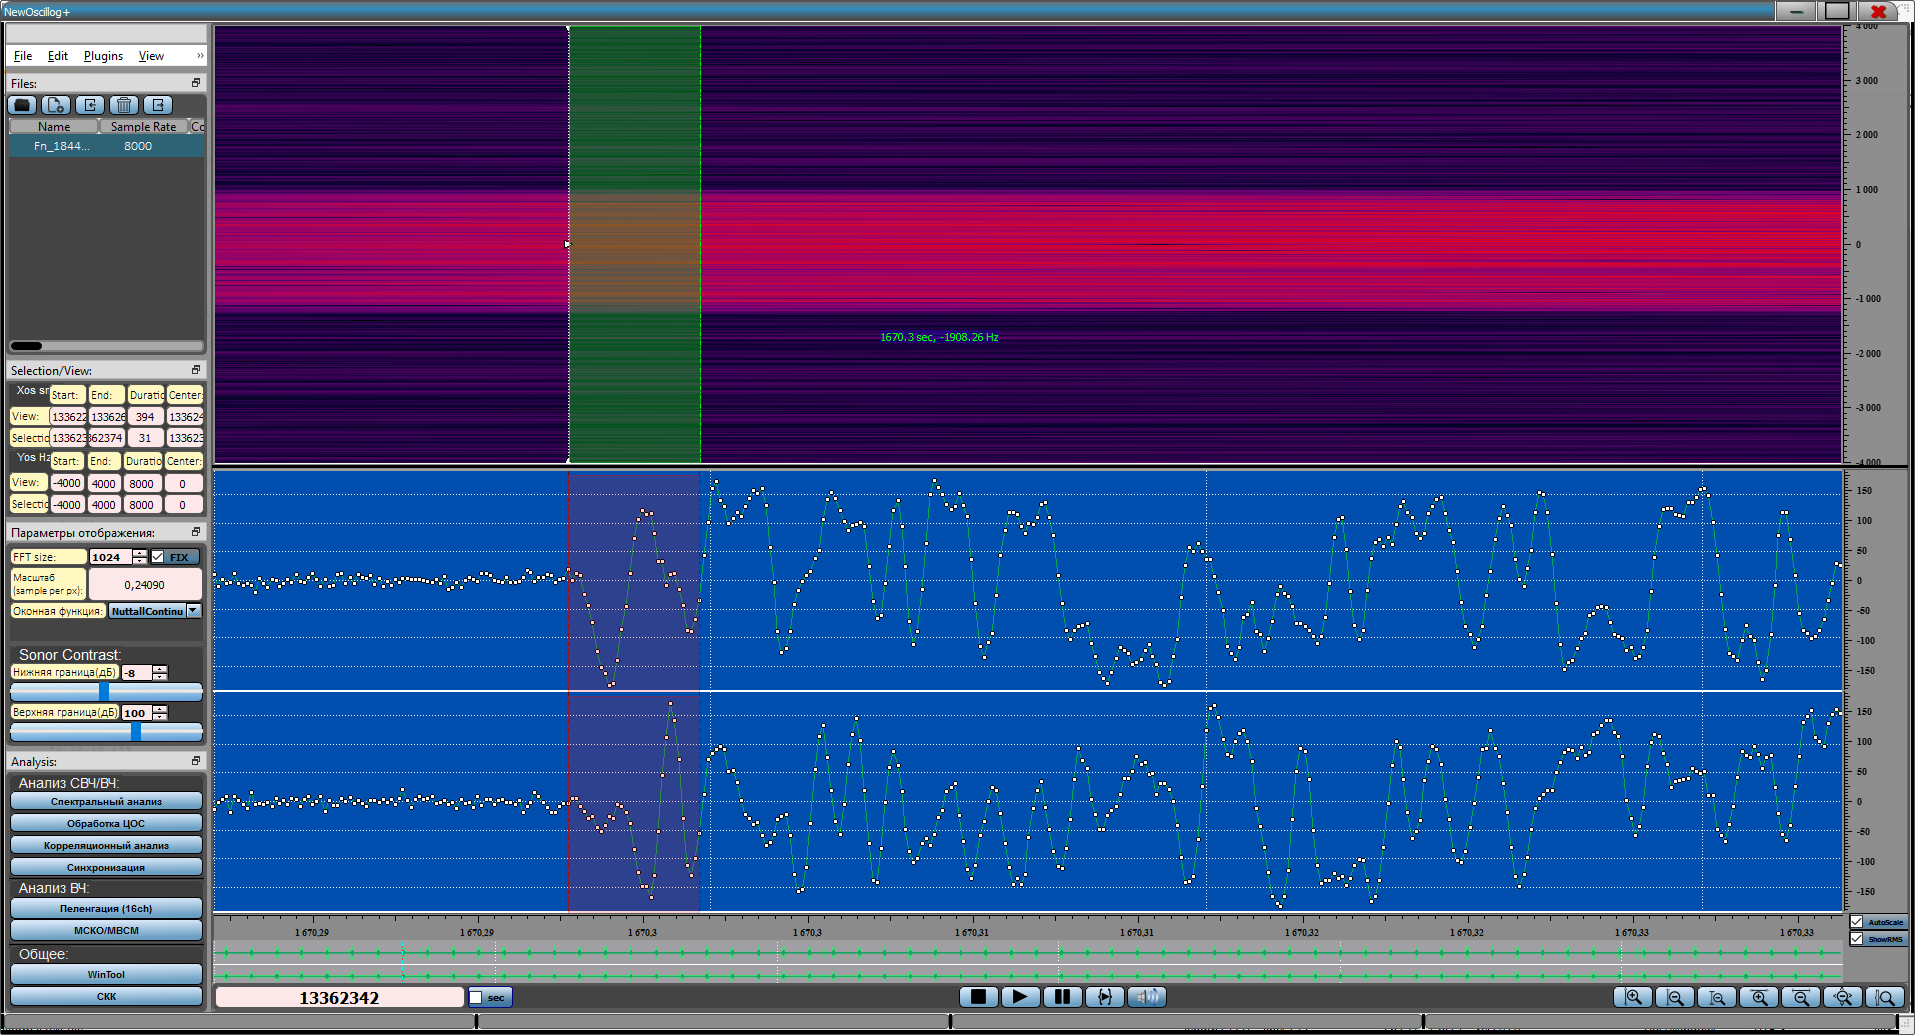 NewOscillog+
File Edit Plugins View »
Files:
Name Sample Rate Co
Fn_1844... 8000
Selection/View:
Xos sr Start: End: Duratic Center:
View: 133622 133626 394 133624
Selectic 133623 362374 31 133623
Yos Hz Start: End: Duratio Center:
View: -4000 4000 8000 0
Selectic -4000 4000 8000 0
Параметры отображения:
FFT size: 1024 FIX
Масштаб
(sample per px): 0,24090
Оконная функция: NuttallContinu
Sonor Contrast:
Нижняя граница(дБ) -8
Верхняя граница(дБ) 100
Analysis:
Анализ СВЧ/ВЧ:
Спектральный анализ
Обработка ЦОС
Корреляционный анализ
Синхронизация
Анализ ВЧ:
Пеленгация (16ch)
МСКО/МВСМ
Общее:
WinTool
СКК
4 000
3 000
2 000
1 000
0
-1 000
-2 000
-3 000
-4 000
1670.3 sec, -1908.26 Hz
150
100
50
0
-50
-100
-150
150
100
50
0
-50
-100
-150
1 670,29 1 670,29 1 670,3 1 670,3 1 670,31 1 670,31 1 670,32 1 670,32 1 670,33 1 670,33
AutoScale
ShowRMS
13362342 sec